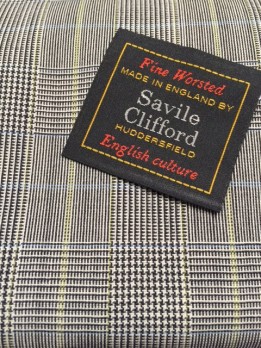 Fine Worsted
MADE IN ENGLAND BY
Savile
Clifford
HUDDERSFIELD
English culture